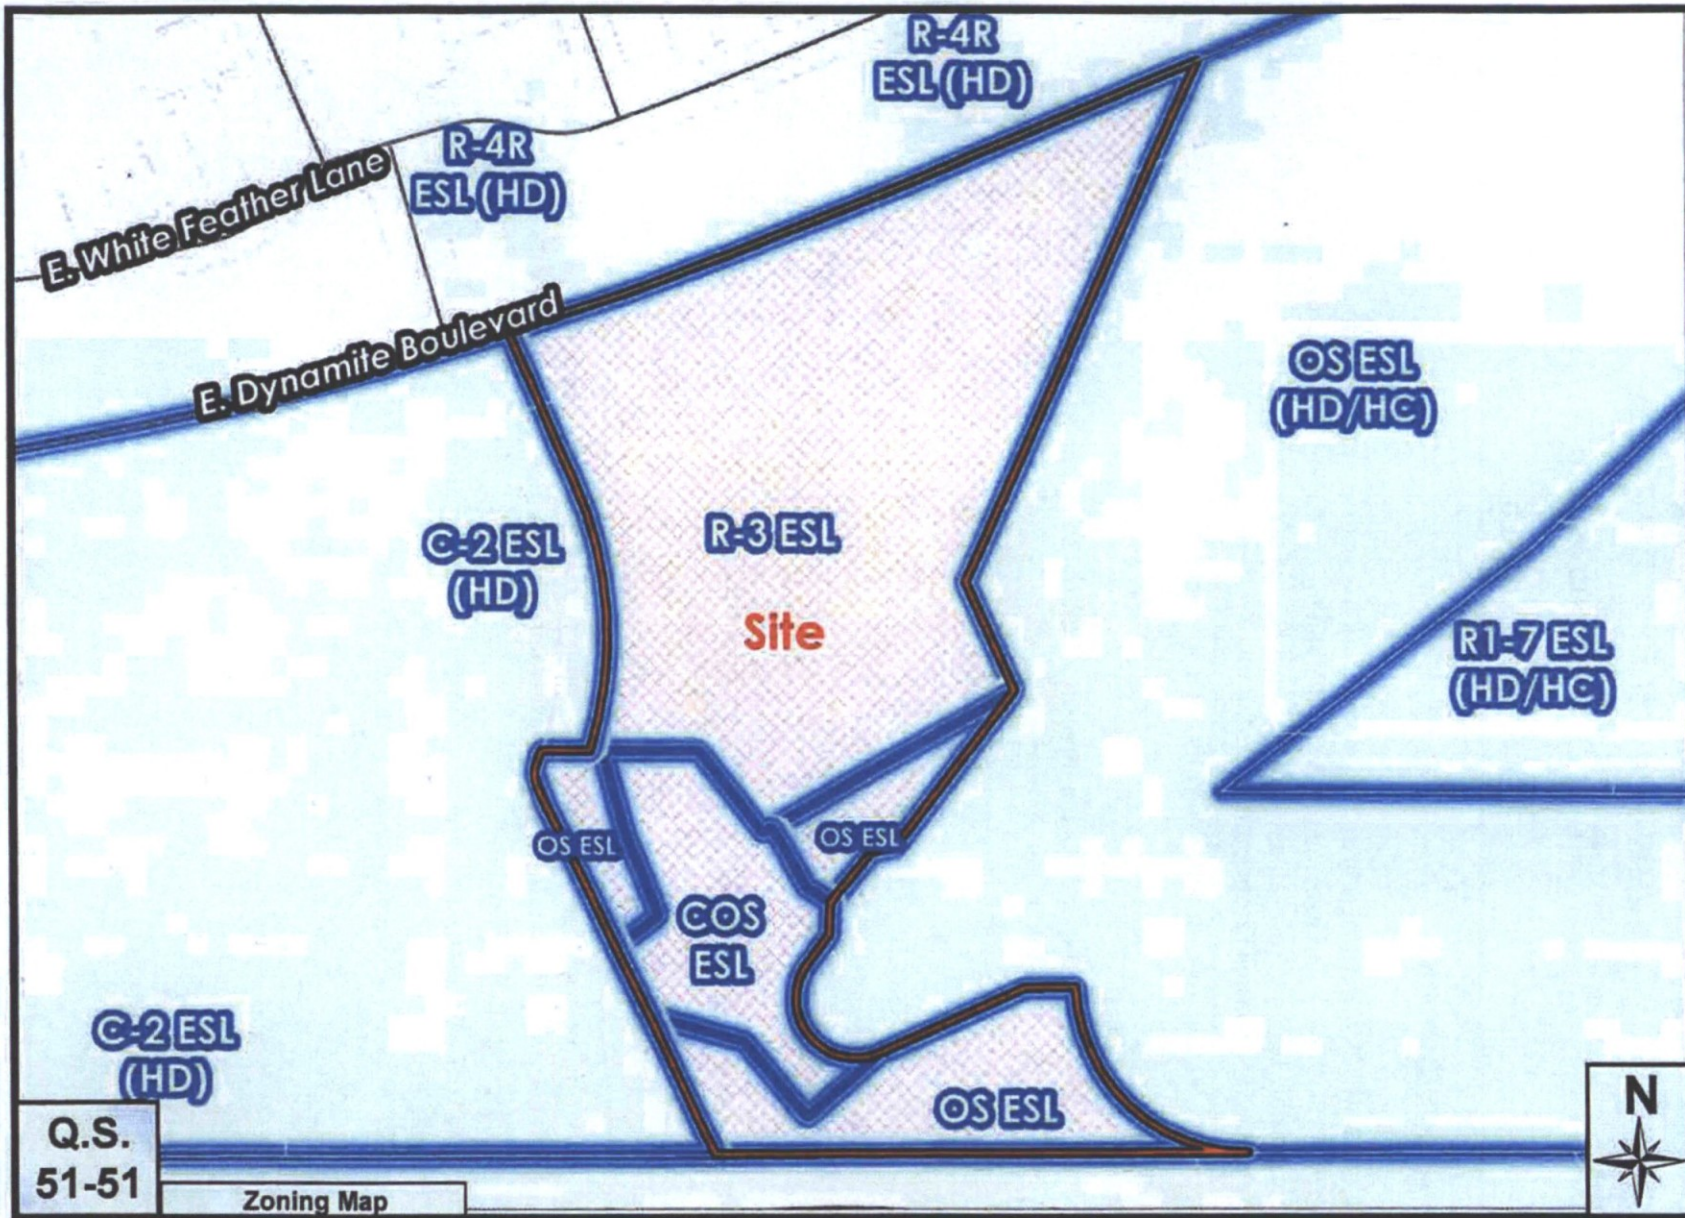 R-4R
ESL (HD)
R-4R
ESL (HD)
E. White Feather Lane
E. Dynamite Boulevard
OS ESL
(HD/HC)
C-2 ESL
(HD)
R-3 ESL
Site
R1-7 ESL
(HD/HC)
OS ESL
OS ESL
COS
ESL
C-2 ESL
(HD)
OS ESL
N
Q.S.
51-51
Zoning Map